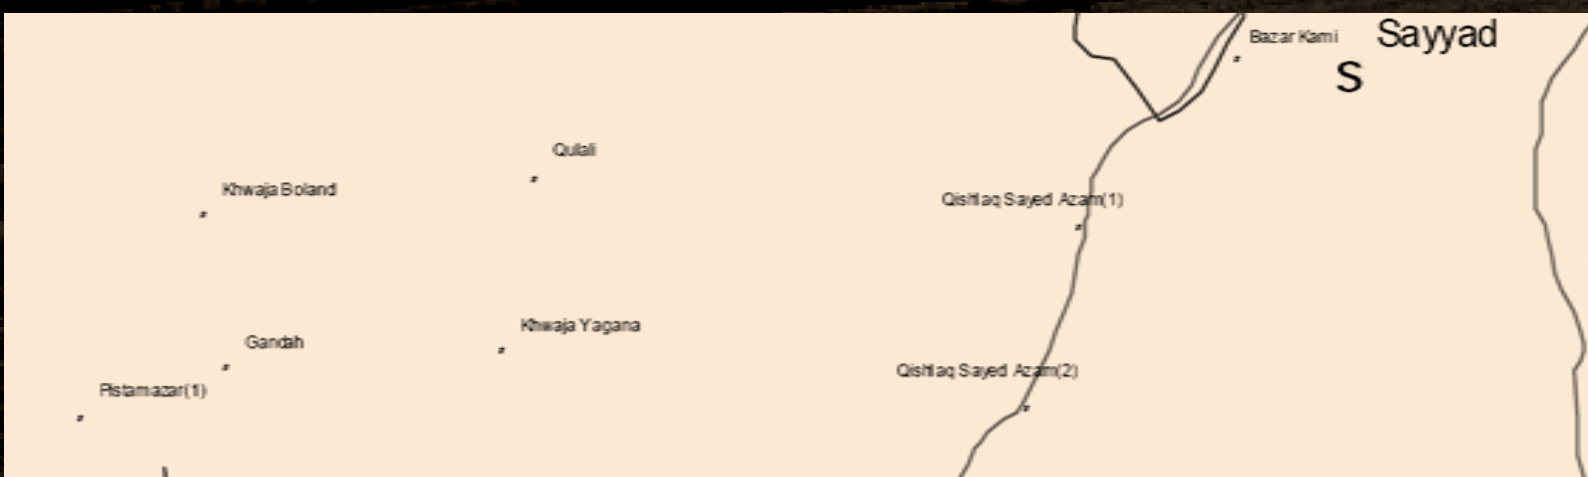 Sayyad
Bazar Kami
S
Qulali
Khwaja Boland
Qishlaq Sayed Azam(1)
Khwaja Yagana
Gandah
Qishlaq Sayed Azam(2)
Pistamazar(1)